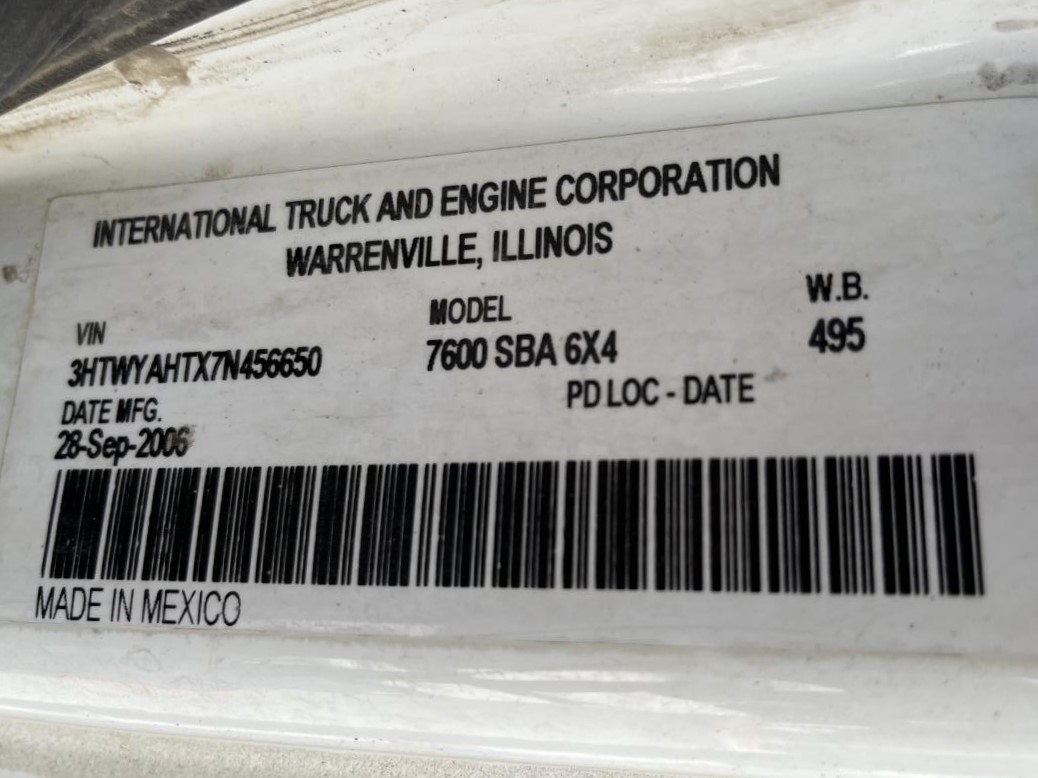 INTERNATIONAL TRUCK AND ENGINE CORPORATION
WARRENVILLE, ILLINOIS
VIN MODEL W.B.
3HTWYAHTX7N456650 7600 SBA 6X4 495
DATE MFG. PD LOC - DATE
28-Sep-2006
MADE IN MEXICO